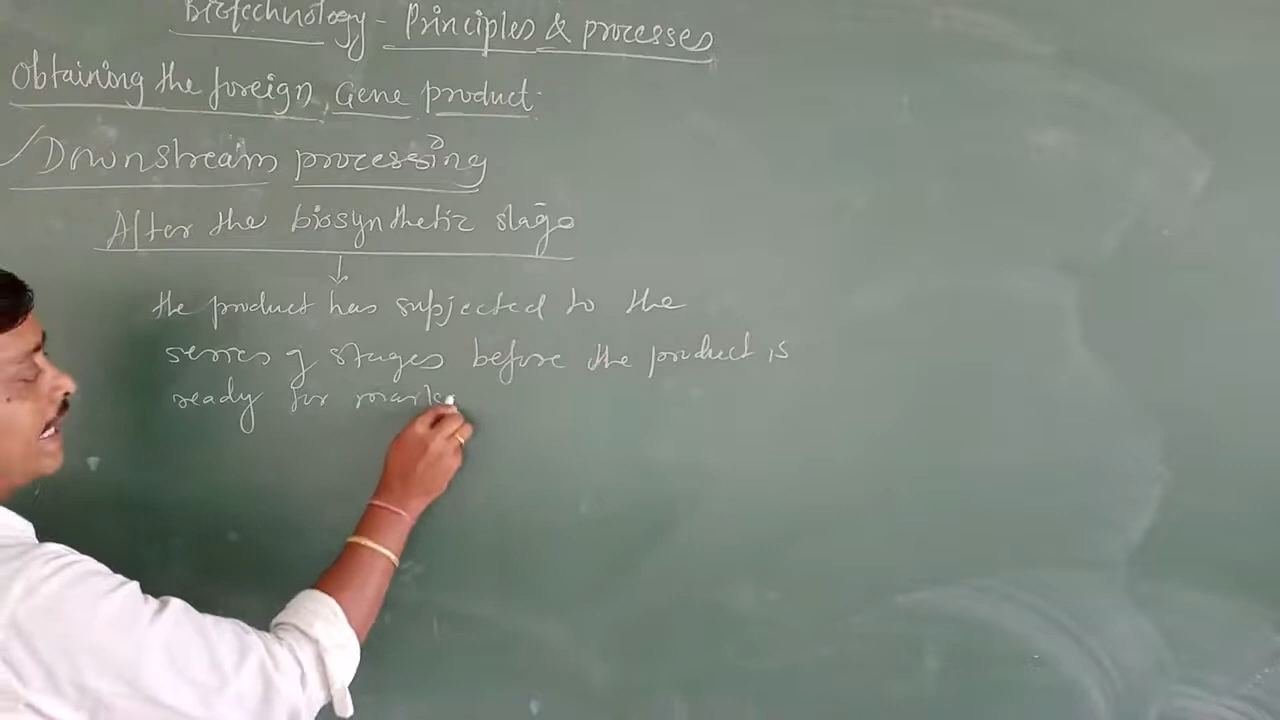 Biotechnology - Principles & processes
Obtaining the foreign Gene product.
Downstream processing
After the biosynthetic stage
the product has subjected to the
series of stages before the product is
ready for marke